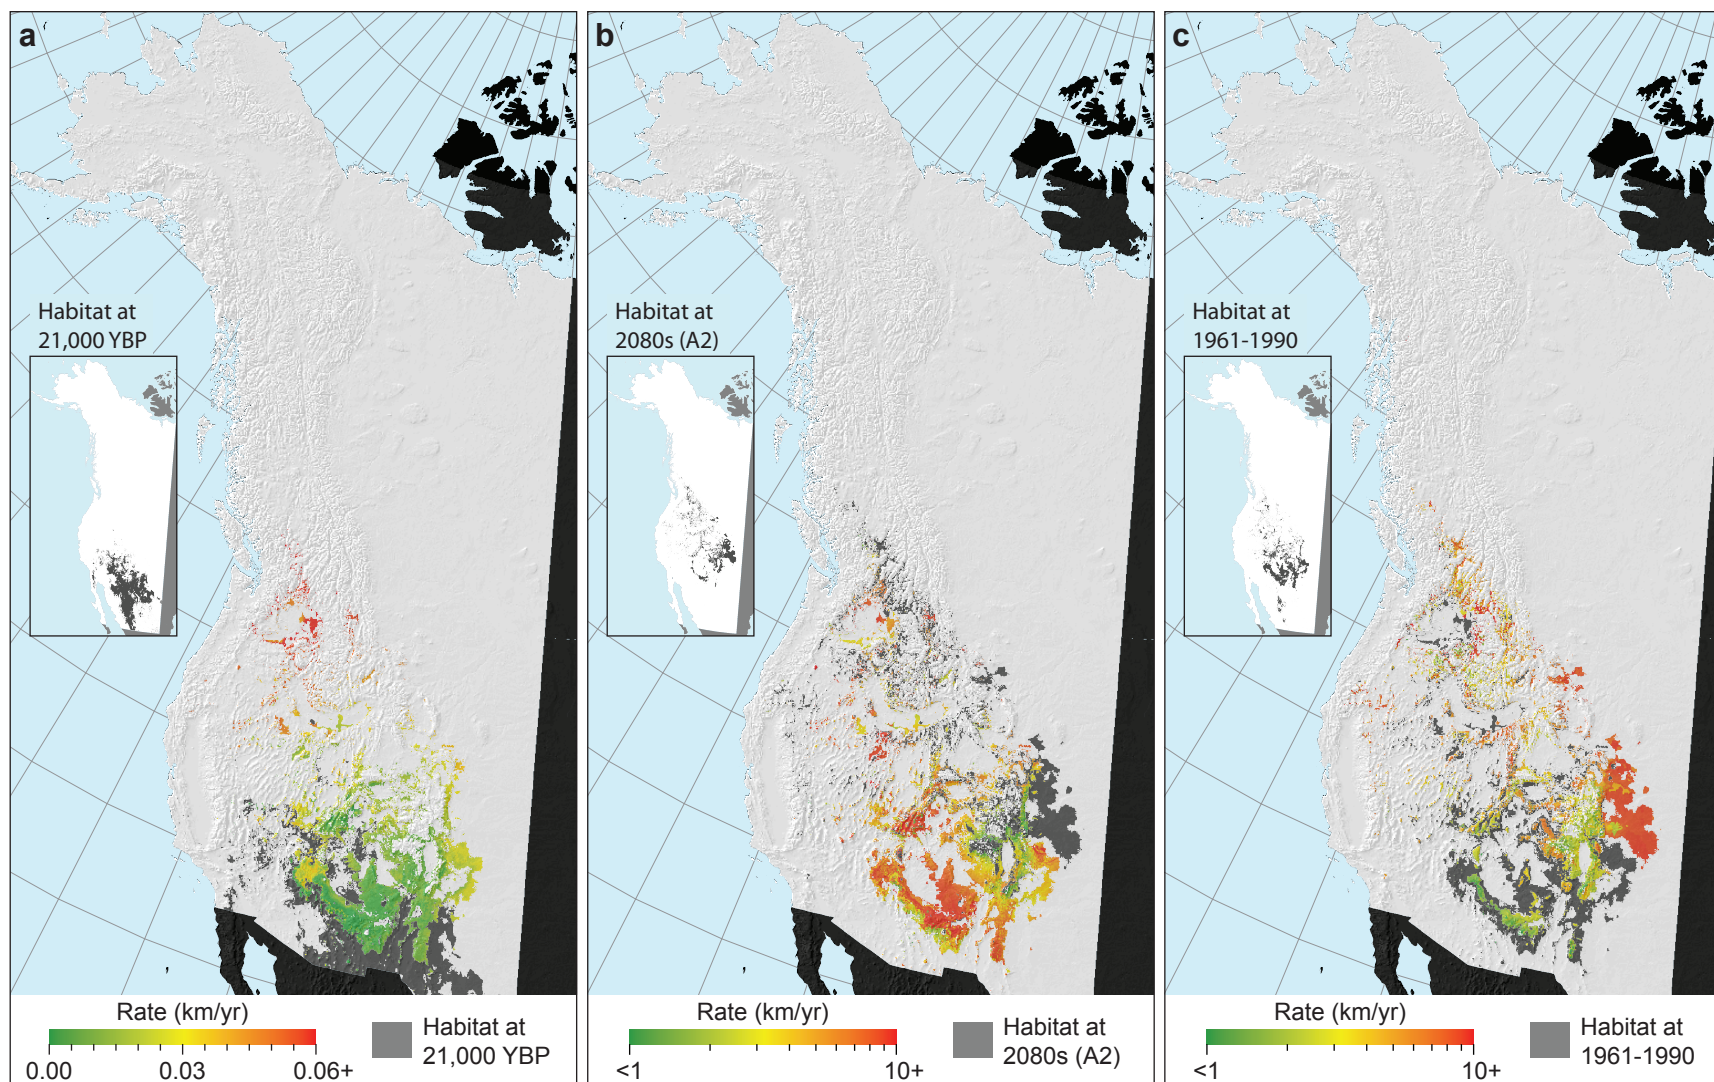 a
Habitat at
21,000 YBP
Rate (km/yr)
0.00 0.03 0.06+
Habitat at
21,000 YBP
b
Habitat at
2080s (A2)
Rate (km/yr)
<1 10+
Habitat at
2080s (A2)
c
Habitat at
1961-1990
Rate (km/yr)
<1 10+
Habitat at
1961-1990